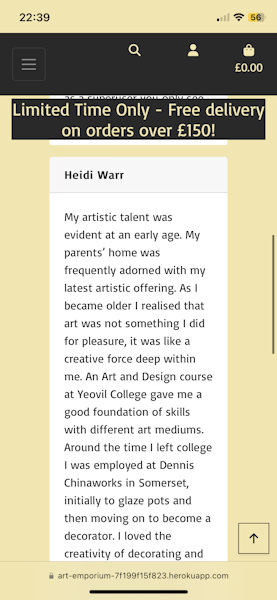 22:39
56
£0.00
as a superuser you only see
Limited Time Only - Free delivery
on orders over £150!
Heidi Warr
My artistic talent was
evident at an early age. My
parents' home was
frequently adorned with my
latest artistic offering. As I
became older I realised that
art was not something I did
for pleasure, it was like a
creative force deep within
me. An Art and Design course
at Yeovil College gave me a
good foundation of skills
with different art mediums.
Around the time I left college
I was employed at Dennis
Chinaworks in Somerset,
initially to glaze pots and
then moving on to become a
decorator. I loved the
creativity of decorating and
art-emporium-7f199f15f823.herokuapp.com